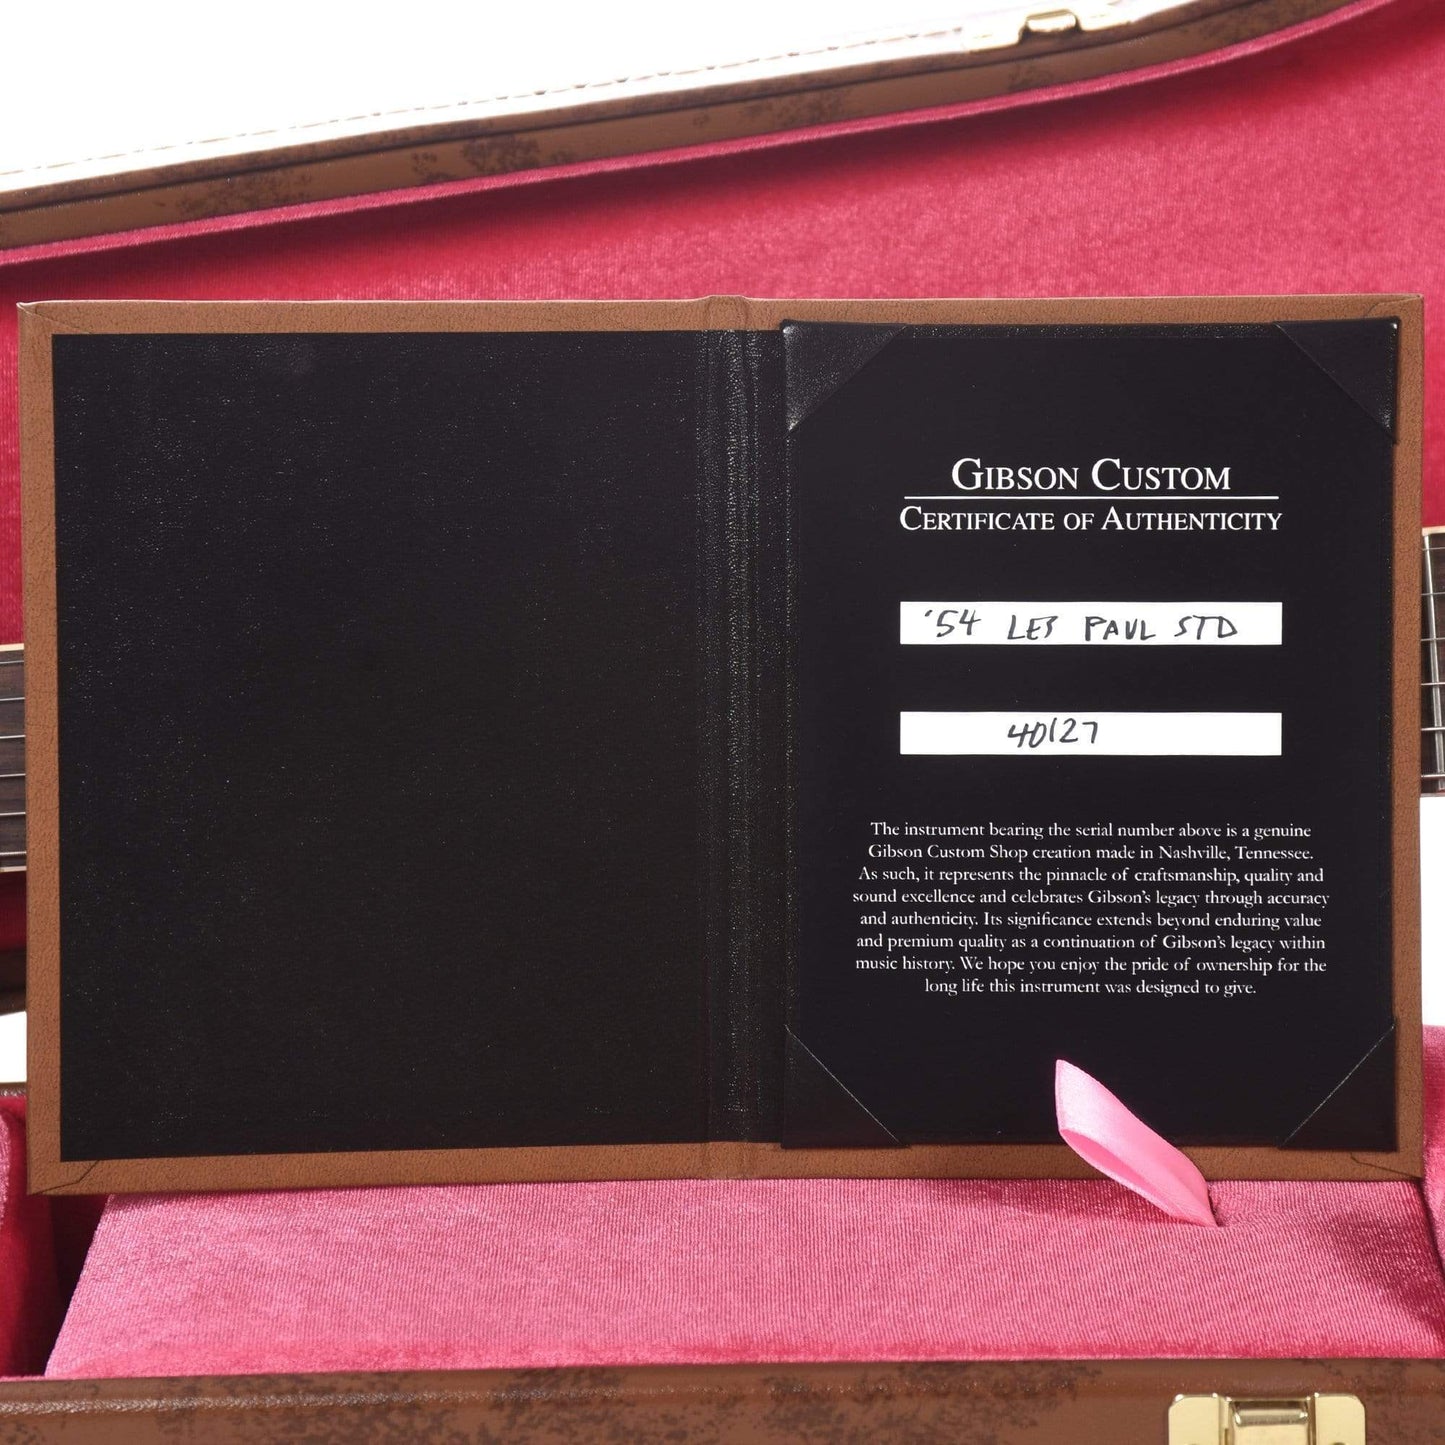 GIBSON CUSTOM
CERTIFICATE OF AUTHENTICITY
'54 LES PAUL STD
40127
The instrument bearing the serial number above is a genuine
Gibson Custom Shop creation made in Nashville, Tennessee.
As such, it represents the pinnacle of craftsmanship, quality and
sound excellence and celebrates Gibson's legacy through accuracy
and authenticity. Its significance extends beyond enduring value
and premium quality as a continuation of Gibson's legacy within
music history. We hope you enjoy the pride of ownership for the
long life this instrument was designed to give.